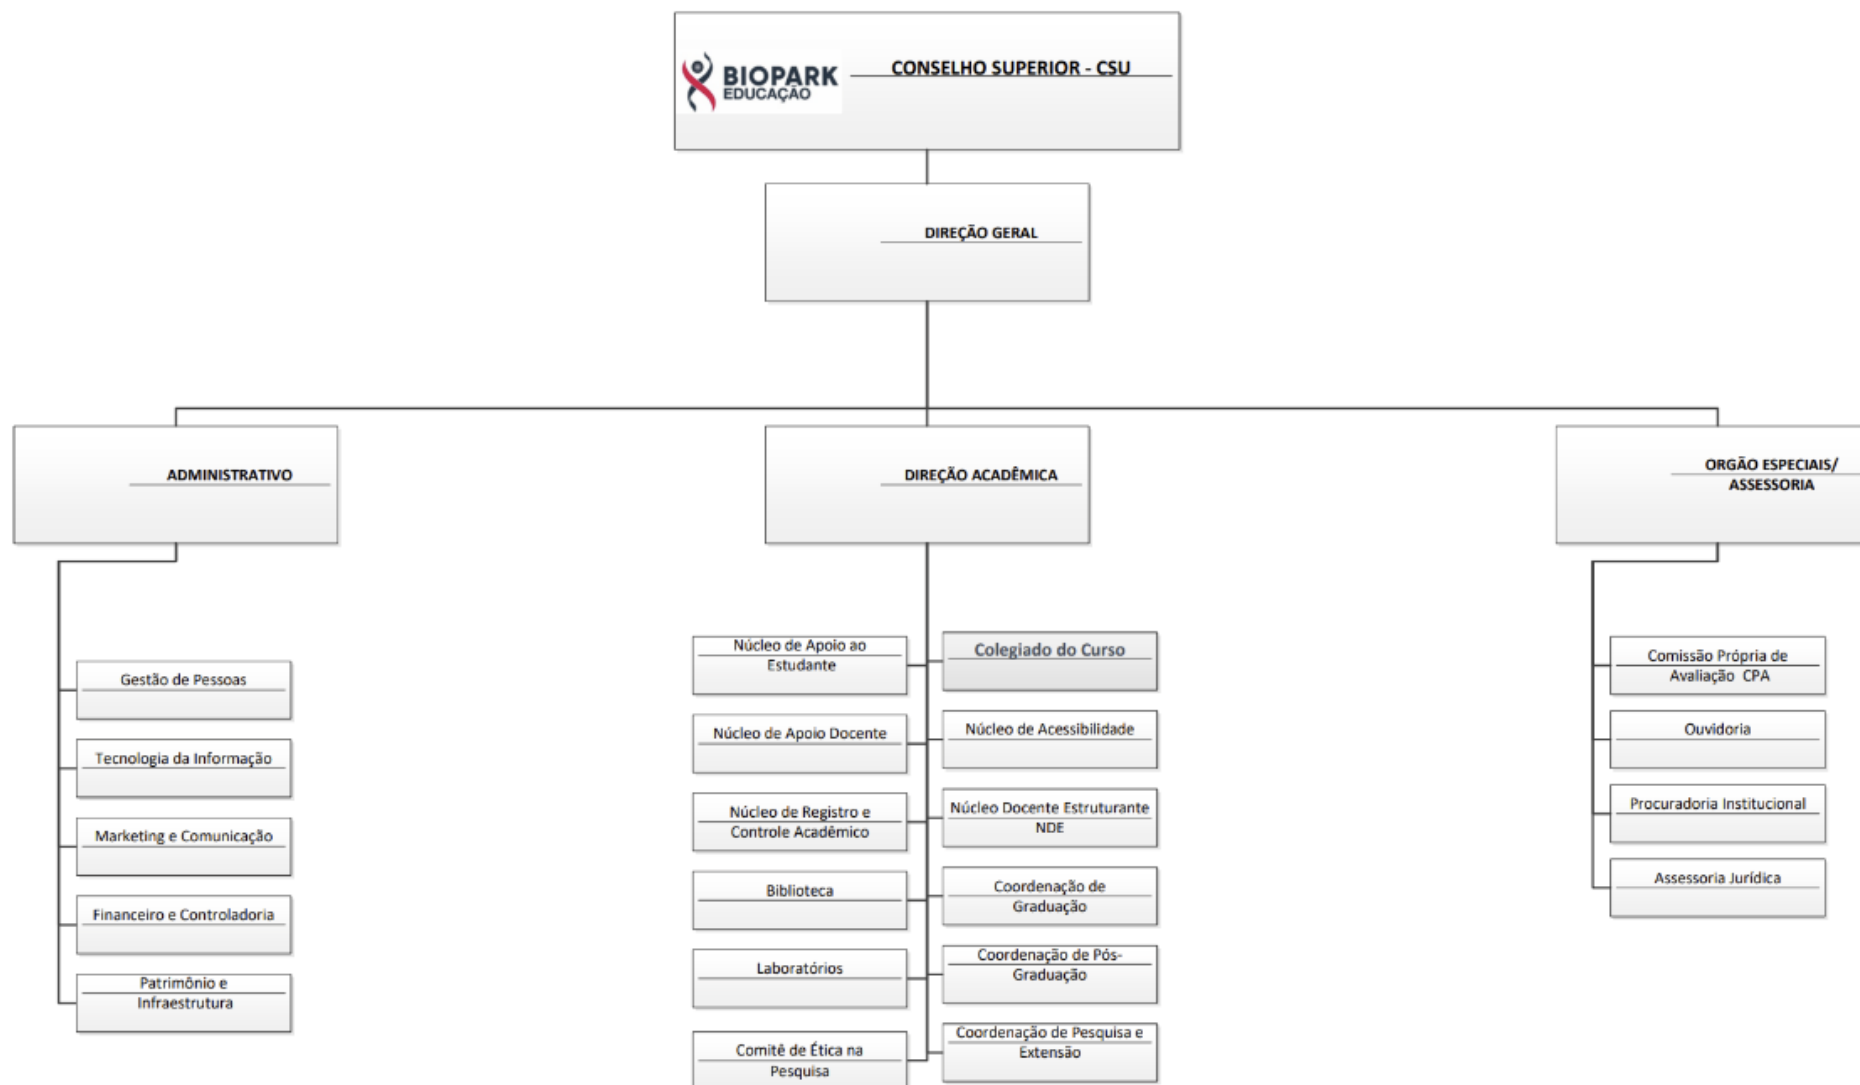 BIOPARK
EDUCAÇÃO
CONSELHO SUPERIOR - CSU
DIREÇÃO GERAL
ADMINISTRATIVO
DIREÇÃO ACADÊMICA
ORGÃO ESPECIAIS/
ASSESSORIA
Gestão de Pessoas
Tecnologia da Informação
Marketing e Comunicação
Financeiro e Controladoria
Patrimônio e
Infraestrutura
Núcleo de Apoio ao
Estudante
Núcleo de Apoio Docente
Núcleo de Registro e
Controle Acadêmico
Biblioteca
Laboratórios
Comitê de Ética na
Pesquisa
Colegiado do Curso
Núcleo de Acessibilidade
Núcleo Docente Estruturante
NDE
Coordenação de
Graduação
Coordenação de Pós-
Graduação
Coordenação de Pesquisa e
Extensão
Comissão Própria de
Avaliação CPA
Ouvidoria
Procuradoria Institucional
Assessoria Jurídica